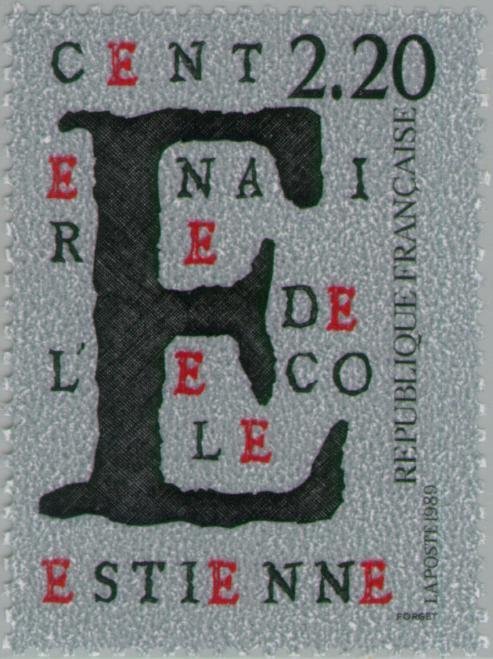 CENT 2.20
E NA I
R E
DE
L'E CO
LE
ESTIENNE
E
REPUBLIQUE FRANÇAISE
LA POSTE 1989
FORGET